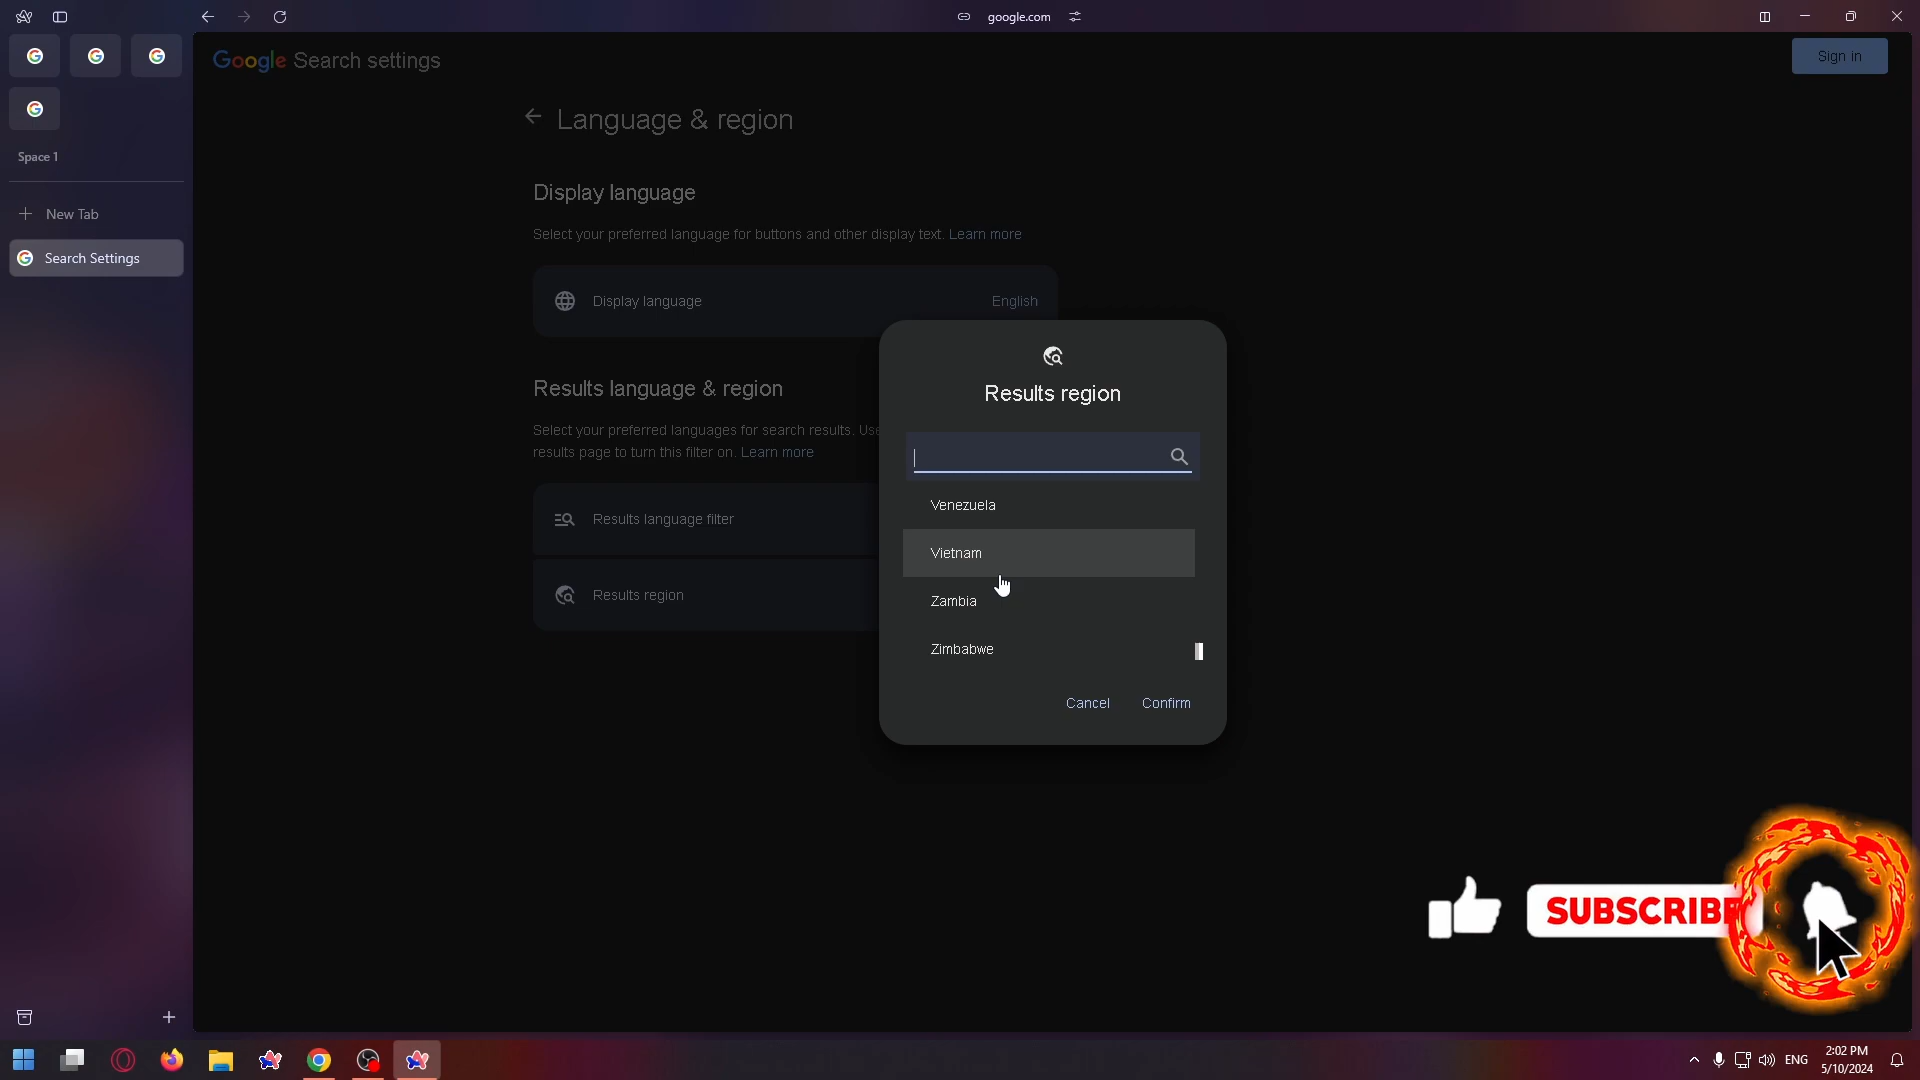 google.com
Google Search settings
Sign in
Language & region
Space 1
Display language
New Tab
Select your preferred language for buttons and other display text. Learn more
Search Settings
Display language
English
Results language & region
Results region
Select your preferred languages for search results. Use
results page to turn this filter on. Learn more
Venezuela
Results language filter
Vietnam
Results region
Zambia
Zimbabwe
Cancel
Confirm
SUBSCRIBE
ENG
2:02 PM
5/10/2024